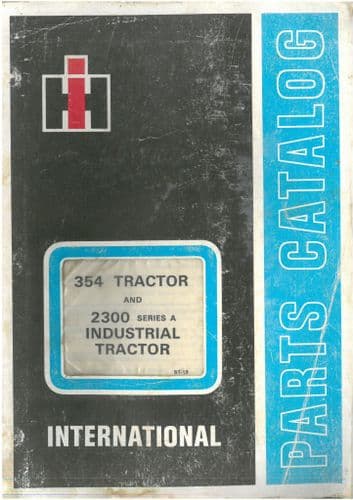 PARTS CATALOG
354 TRACTOR
AND
2300 SERIES A
INDUSTRIAL
TRACTOR
INTERNATIONAL